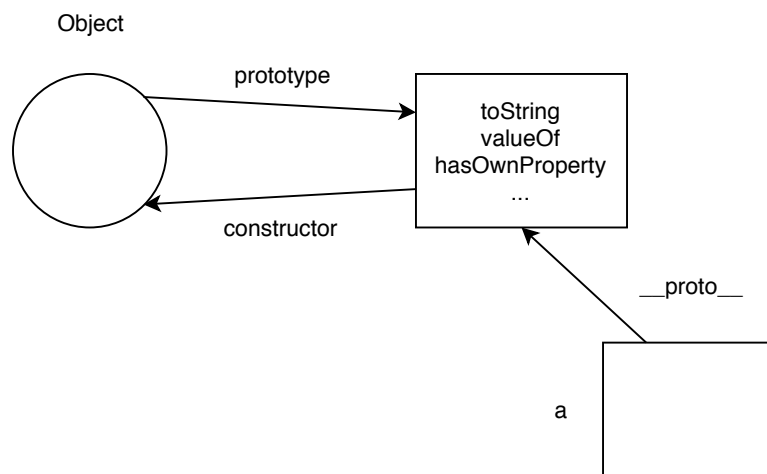 Object
prototype
toString
valueOf
hasOwnProperty
...
constructor
__proto__
a